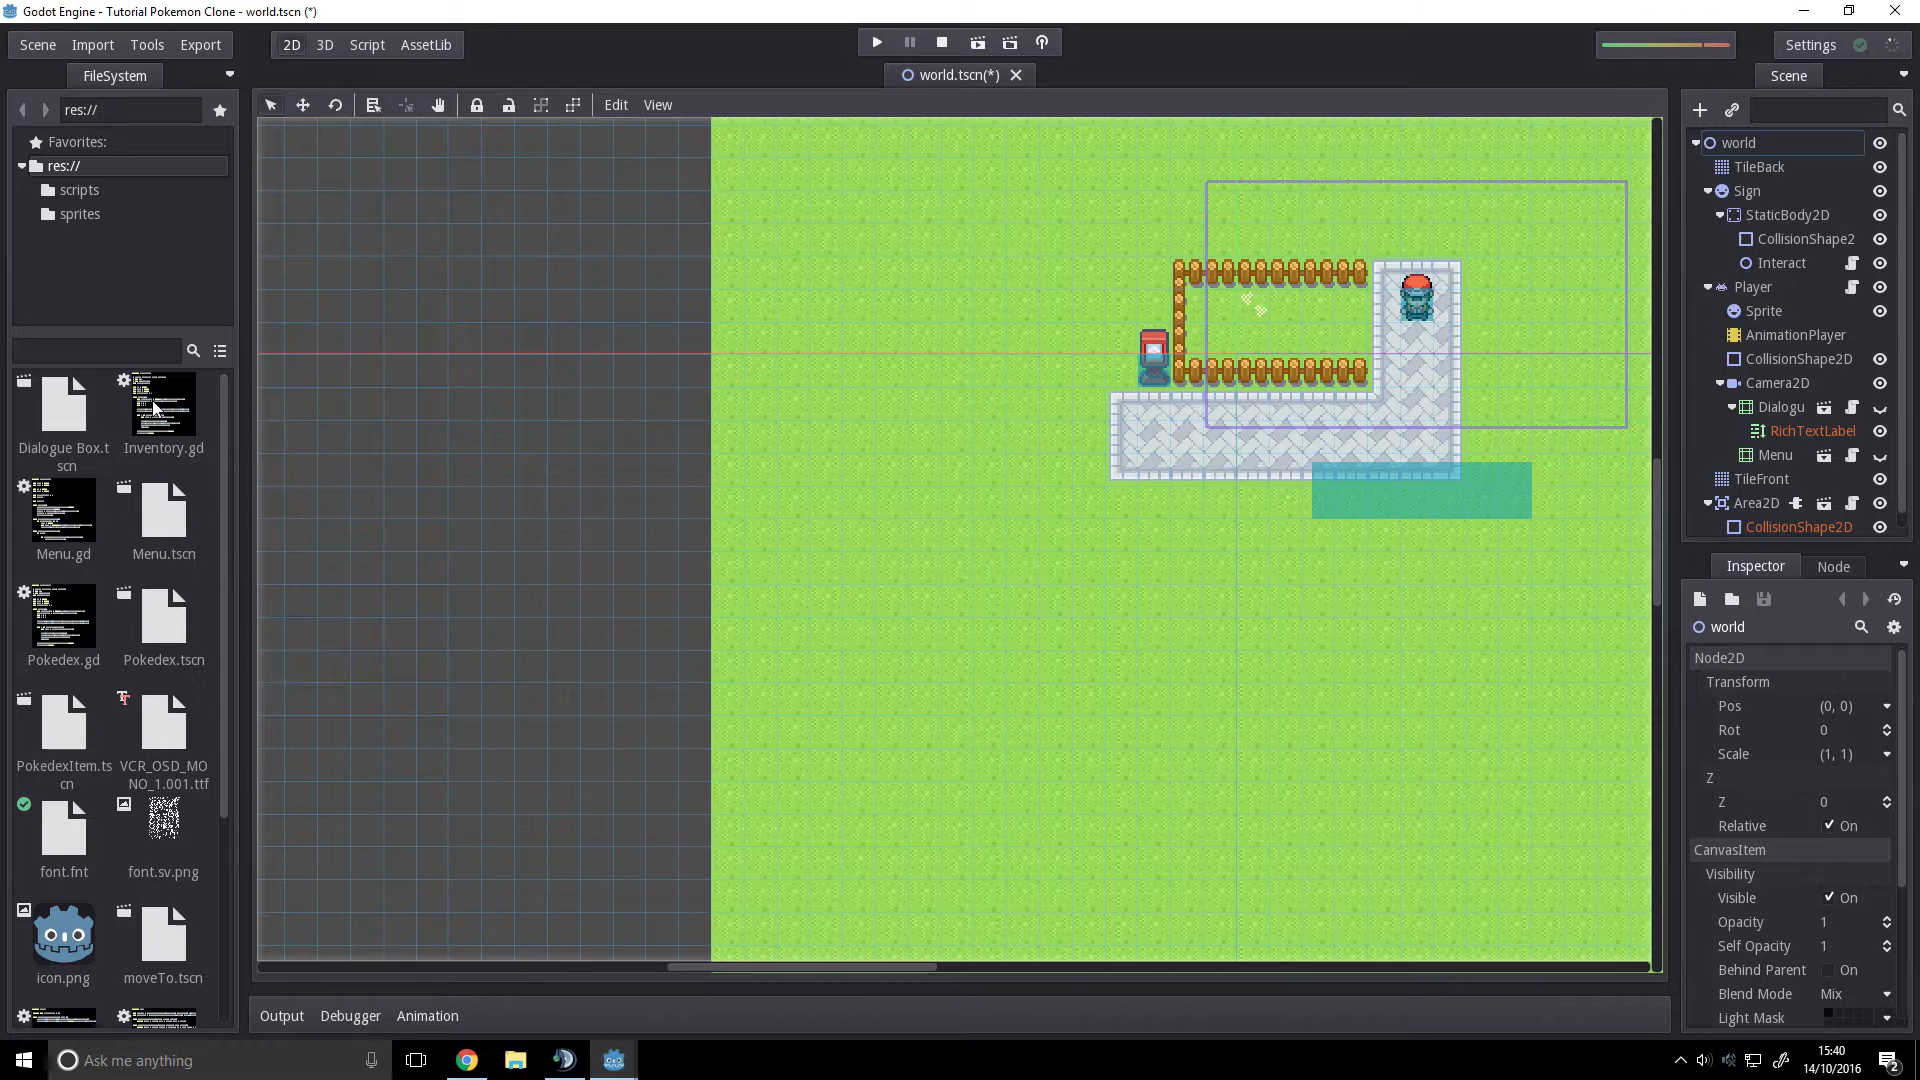 Godot Engine - Tutorial Pokemon Clone - world.tscn (*)
Scene Import Tools Export
2D 3D Script AssetLib
Settings
FileSystem
world.tscn(*)
Scene
res://
Edit View
Favorites:
res://
scripts
sprites
Dialogue Box.t
scn
Inventory.gd
Menu.gd
Menu.tscn
Pokedex.gd
Pokedex.tscn
PokedexItem.ts
cn
VCR_OSD_MO
NO_1.001.ttf
font.fnt
font.sv.png
icon.png
moveTo.tscn
world
TileBack
Sign
StaticBody2D
CollisionShape2
Interact
Player
Sprite
AnimationPlayer
CollisionShape2D
Camera2D
Dialogu
RichTextLabel
Menu
TileFront
Area2D
CollisionShape2D
Inspector Node
world
Node2D
Transform
Pos (0, 0)
Rot 0
Scale (1, 1)
Z
Z 0
Relative On
CanvasItem
Visibility
Visible On
Opacity 1
Self Opacity 1
Behind Parent On
Blend Mode Mix
Light Mask
Output Debugger Animation
Ask me anything
15:40
14/10/2016
2